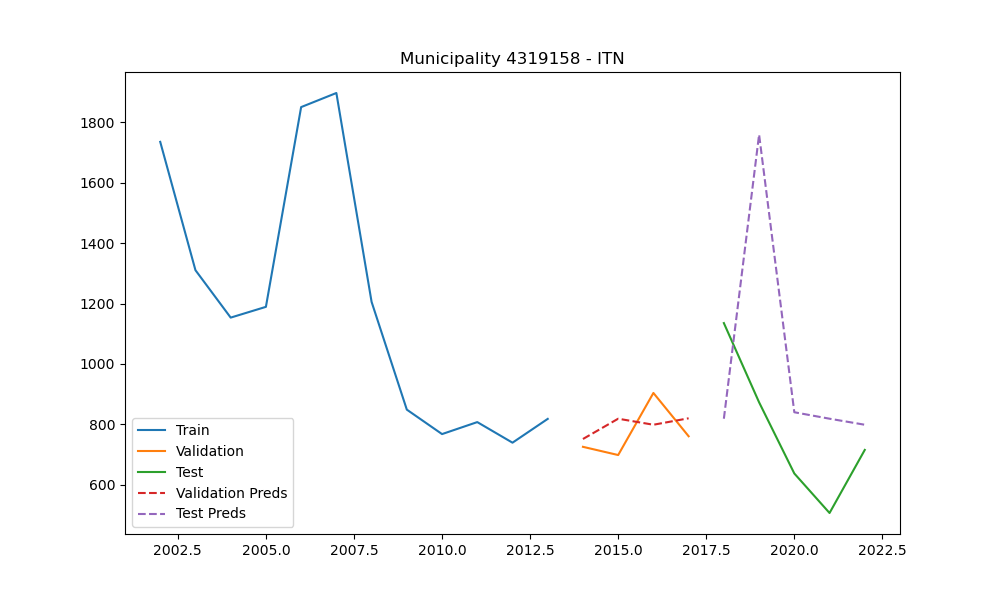 Municipality 4319158 - ITN
1800
1600
1400
1200
1000
800
600
Train
Validation
Test
Validation Preds
Test Preds
2002.5 2005.0 2007.5 2010.0 2012.5 2015.0 2017.5 2020.0 2022.5